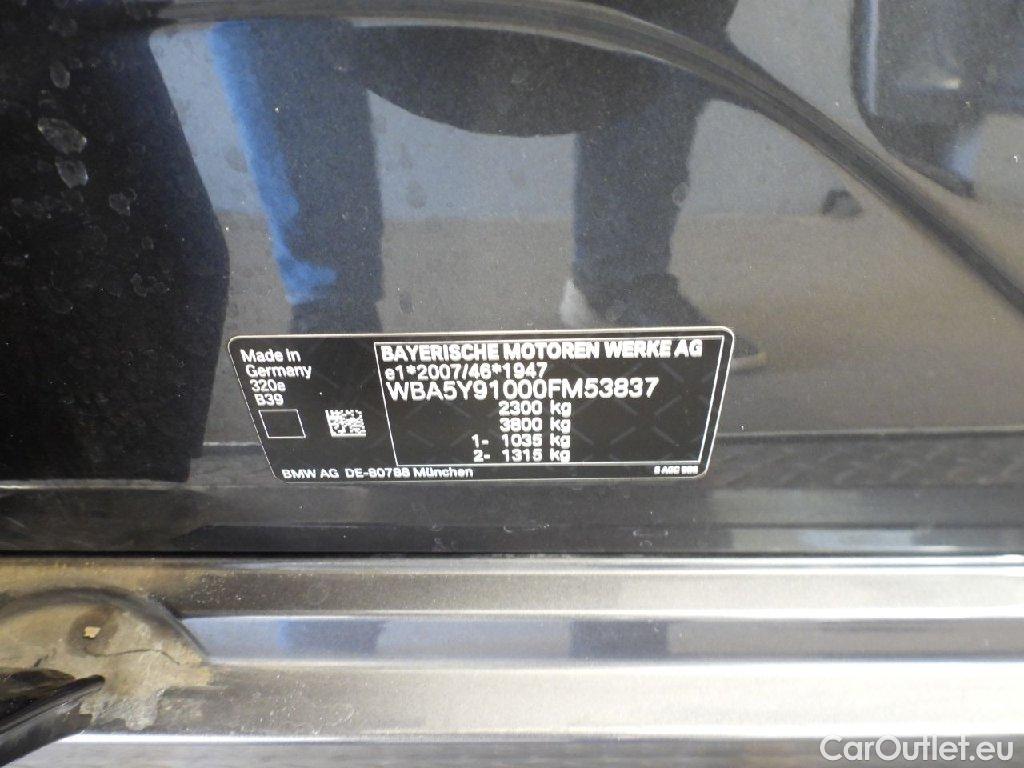 Made in
Germany
320e
B39
BAYERISCHE MOTOREN WERKE AG
e1*2007/46*1947
WBA5Y91000FM53837
2300 kg
3800 kg
1- 1035 kg
2- 1315 kg
BMW AG DE-80788 München
CarOutlet.eu